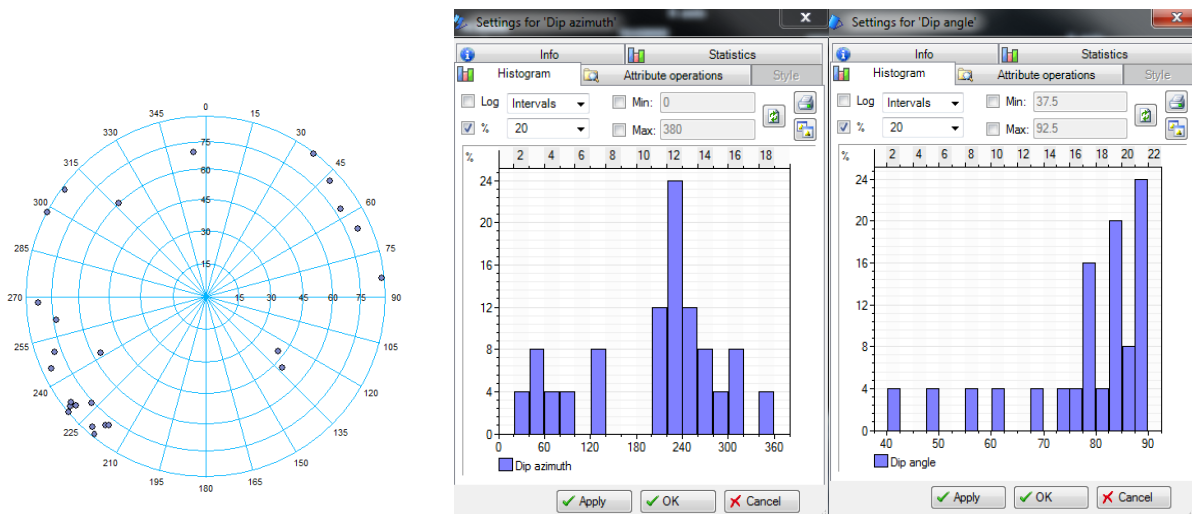 0
15
30
45
60
75
90
105
120
135
150
165
180
195
210
225
240
255
270
285
300
315
330
345
75
60
45
30
15
15
30
45
60
75
Settings for 'Dip azimuth'
x
Info
Statistics
Histogram
Attribute operations
Style
Log
Intervals
Min:
0
%
20
Max:
380
%
2 4 6 8 10 12 14 16 18
24
20
16
12
8
4
0
0 60 120 180 240 300 360
Dip azimuth
Apply
OK
Cancel
Settings for 'Dip angle'
x
Info
Statistics
Histogram
Attribute operations
Style
Log
Intervals
Min:
37.5
%
20
Max:
92.5
%
2 4 6 8 10 12 14 16 18 20 22
24
20
16
12
8
4
0
40 50 60 70 80 90
Dip angle
Apply
OK
Cancel